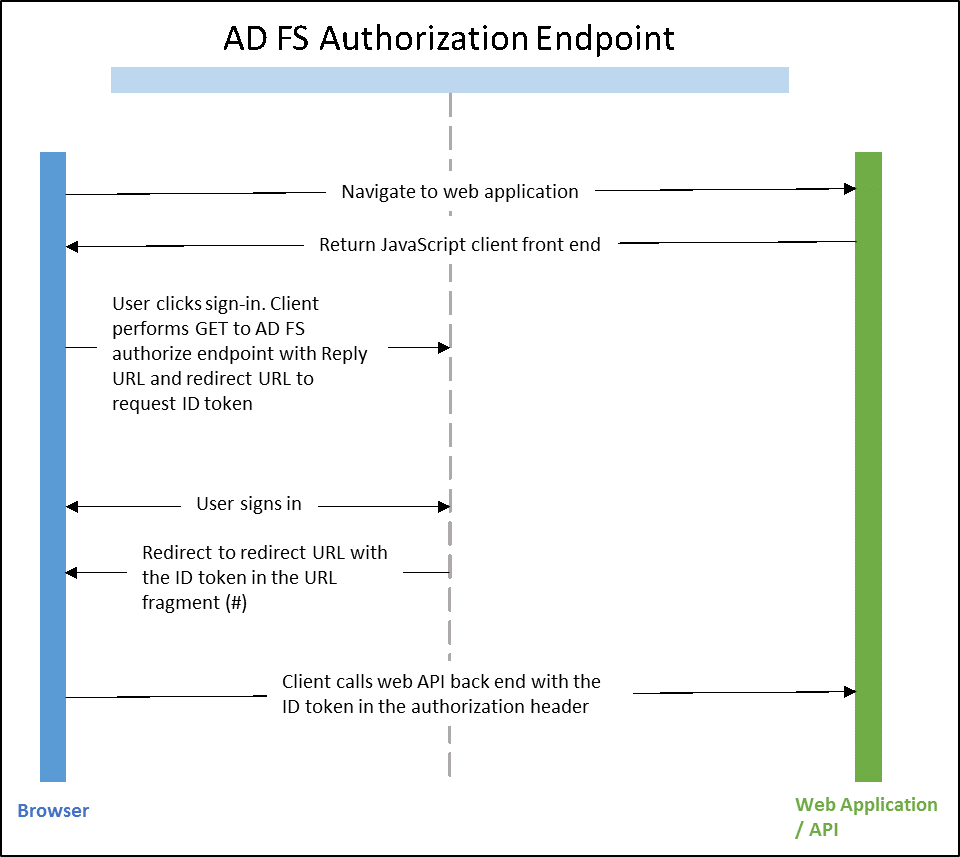 AD FS Authorization Endpoint
Navigate to web application
Return JavaScript client front end
User clicks sign-in. Client
performs GET to AD FS
authorize endpoint with Reply
URL and redirect URL to
request ID token
User signs in
Redirect to redirect URL with
the ID token in the URL
fragment (#)
Client calls web API back end with the
ID token in the authorization header
Browser
Web Application
/ API